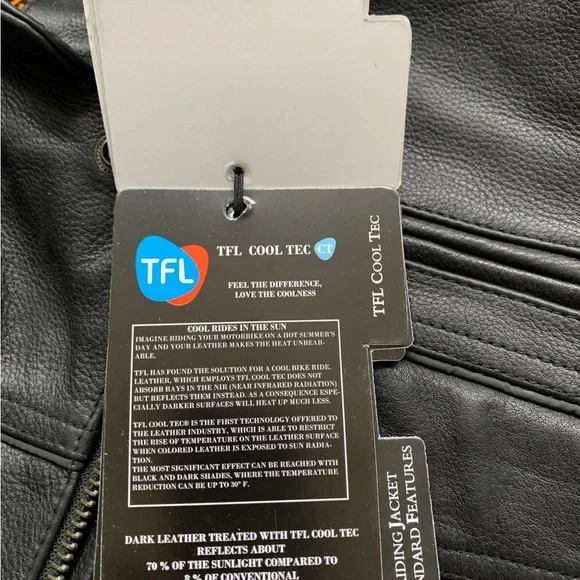 TFL
TFL COOL TEC CT
FEEL THE DIFFERENCE,
LOVE THE COOLNESS
COOL RIDES IN THE SUN
IMAGINE RIDING YOUR MOTORBIKE ON A HOT SUMMER'S
DAY AND YOUR LEATHER MAKES THE HEAT UNBEAR-
ABLE.
TFL HAS FOUND THE SOLUTION FOR A COOL BIKE RIDE.
LEATHER, WHICH EMPLOYS TFL COOL TEC DOES NOT
ABSORB RAYS IN THE NIR (NEAR INFRARED RADIATION)
BUT REFLECTS THEM INSTEAD. AS A CONSEQUENCE ESPE-
CIALLY DARKER SURFACES WILL HEAT UP MUCH LESS.
TFL COOL TEC® IS THE FIRST TECHNOLOGY OFFERED TO
THE LEATHER INDUSTRY, WHICH IS ABLE TO RESTRICT
THE RISE OF TEMPERATURE ON THE LEATHER SURFACE
WHEN COLORED LEATHER IS EXPOSED TO SUN RADIA-
TION.
THE MOST SIGNIFICANT EFFECT CAN BE REACHED WITH
BLACK AND DARK SHADES, WHERE THE TEMPERATURE
REDUCTION CAN BE UP TO 30° F.
DARK LEATHER TREATED WITH TFL COOL TEC
REFLECTS ABOUT
70 % OF THE SUNLIGHT COMPARED TO
8 % OF CONVENTIONAL
TFL COOL TEC
RIDING JACKET
STANDARD FEATURES